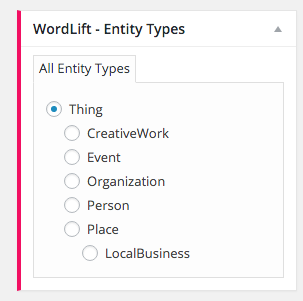 WordLift - Entity Types
All Entity Types
Thing
CreativeWork
Event
Organization
Person
Place
LocalBusiness